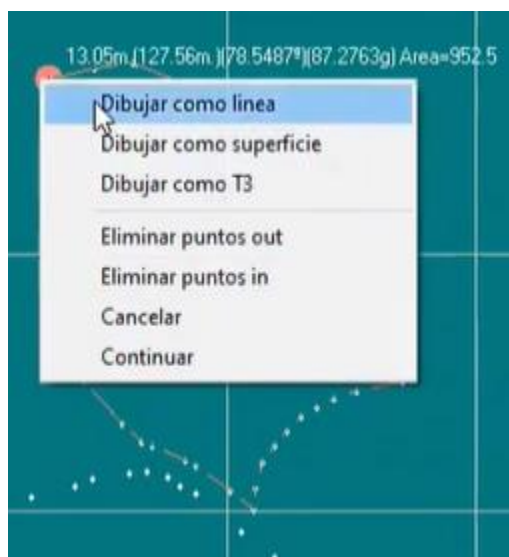 13.05m.(127.56m.)(78.5487º)(87.2763g) Area=952.5
Dibujar como linea
Dibujar como superficie
Dibujar como T3
Eliminar puntos out
Eliminar puntos in
Cancelar
Continuar